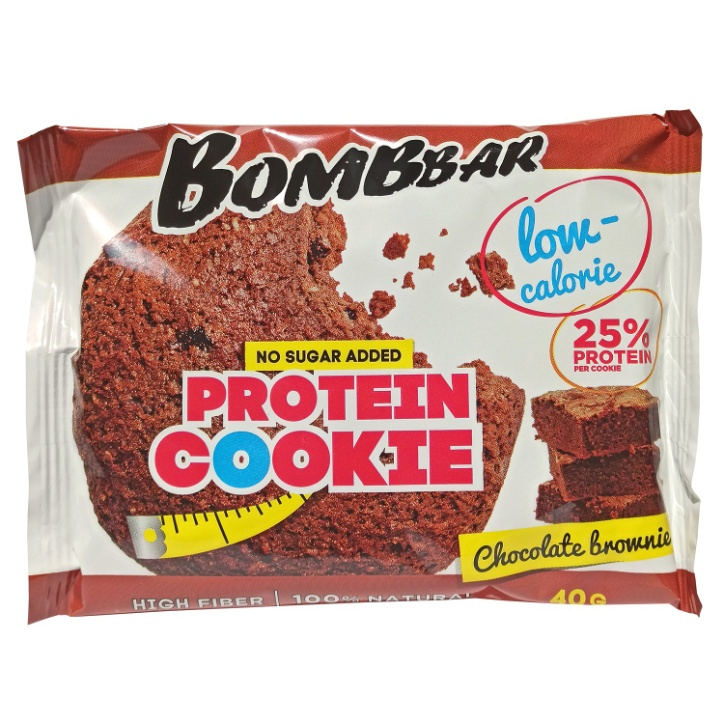 BOMBBAR
low-
calorie
25%
PROTEIN
PER COOKIE
NO SUGAR ADDED
PROTEIN
COOKIE
Chocolate brownie
HIGH FIBER | 100% NATURAL
40G